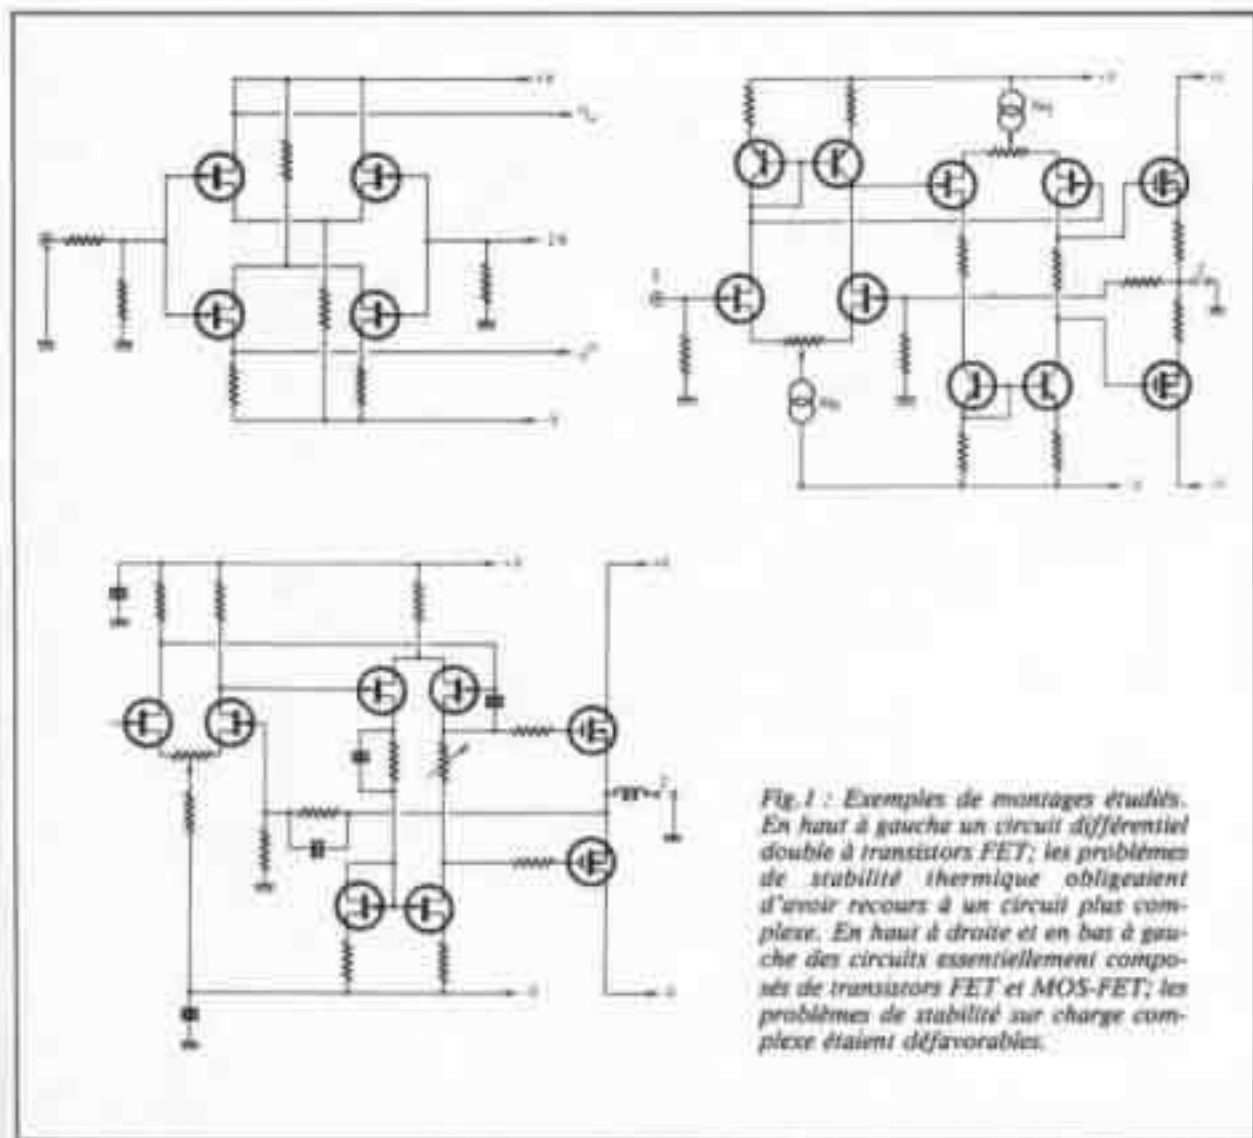 Fig.1 : Exemples de montages étudiés.
En haut à gauche un circuit différentiel
double à transistors FET; les problèmes
de stabilité thermique obligeaient
d'avoir recours à un circuit plus com-
plexe. En haut à droite et en bas à gau-
che des circuits essentiellement compo-
sés de transistors FET et MOS-FET; les
problèmes de stabilité sur charge com-
plexe étaient défavorables.